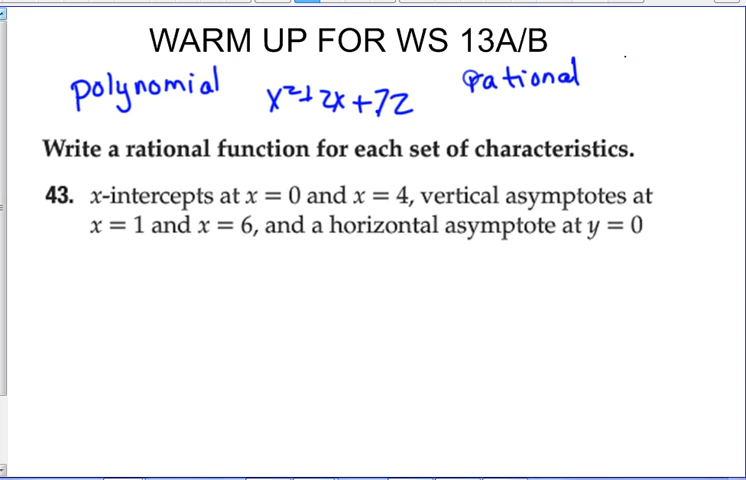 WARM UP FOR WS 13A/B
polynomial x²+2x+72 rational
Write a rational function for each set of characteristics.
43. x-intercepts at x = 0 and x = 4, vertical asymptotes at
x = 1 and x = 6, and a horizontal asymptote at y = 0